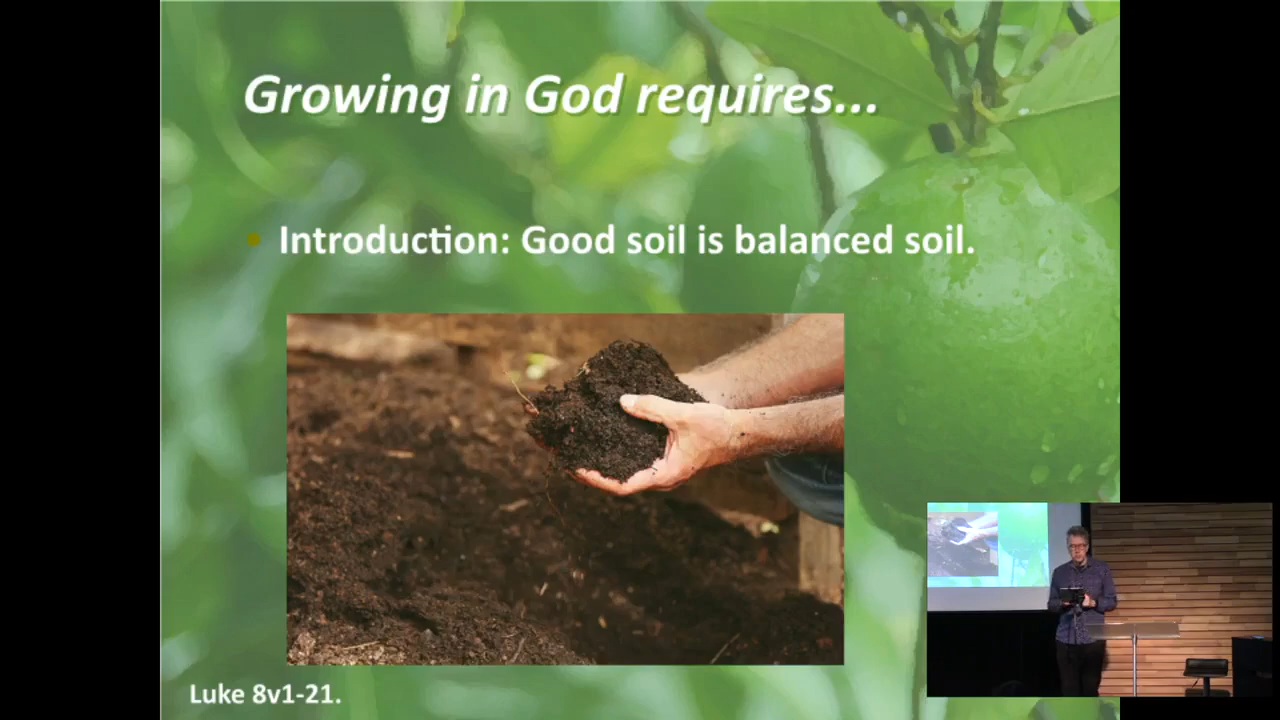 Growing in God requires...
Introduction: Good soil is balanced soil.
Luke 8v1-21.